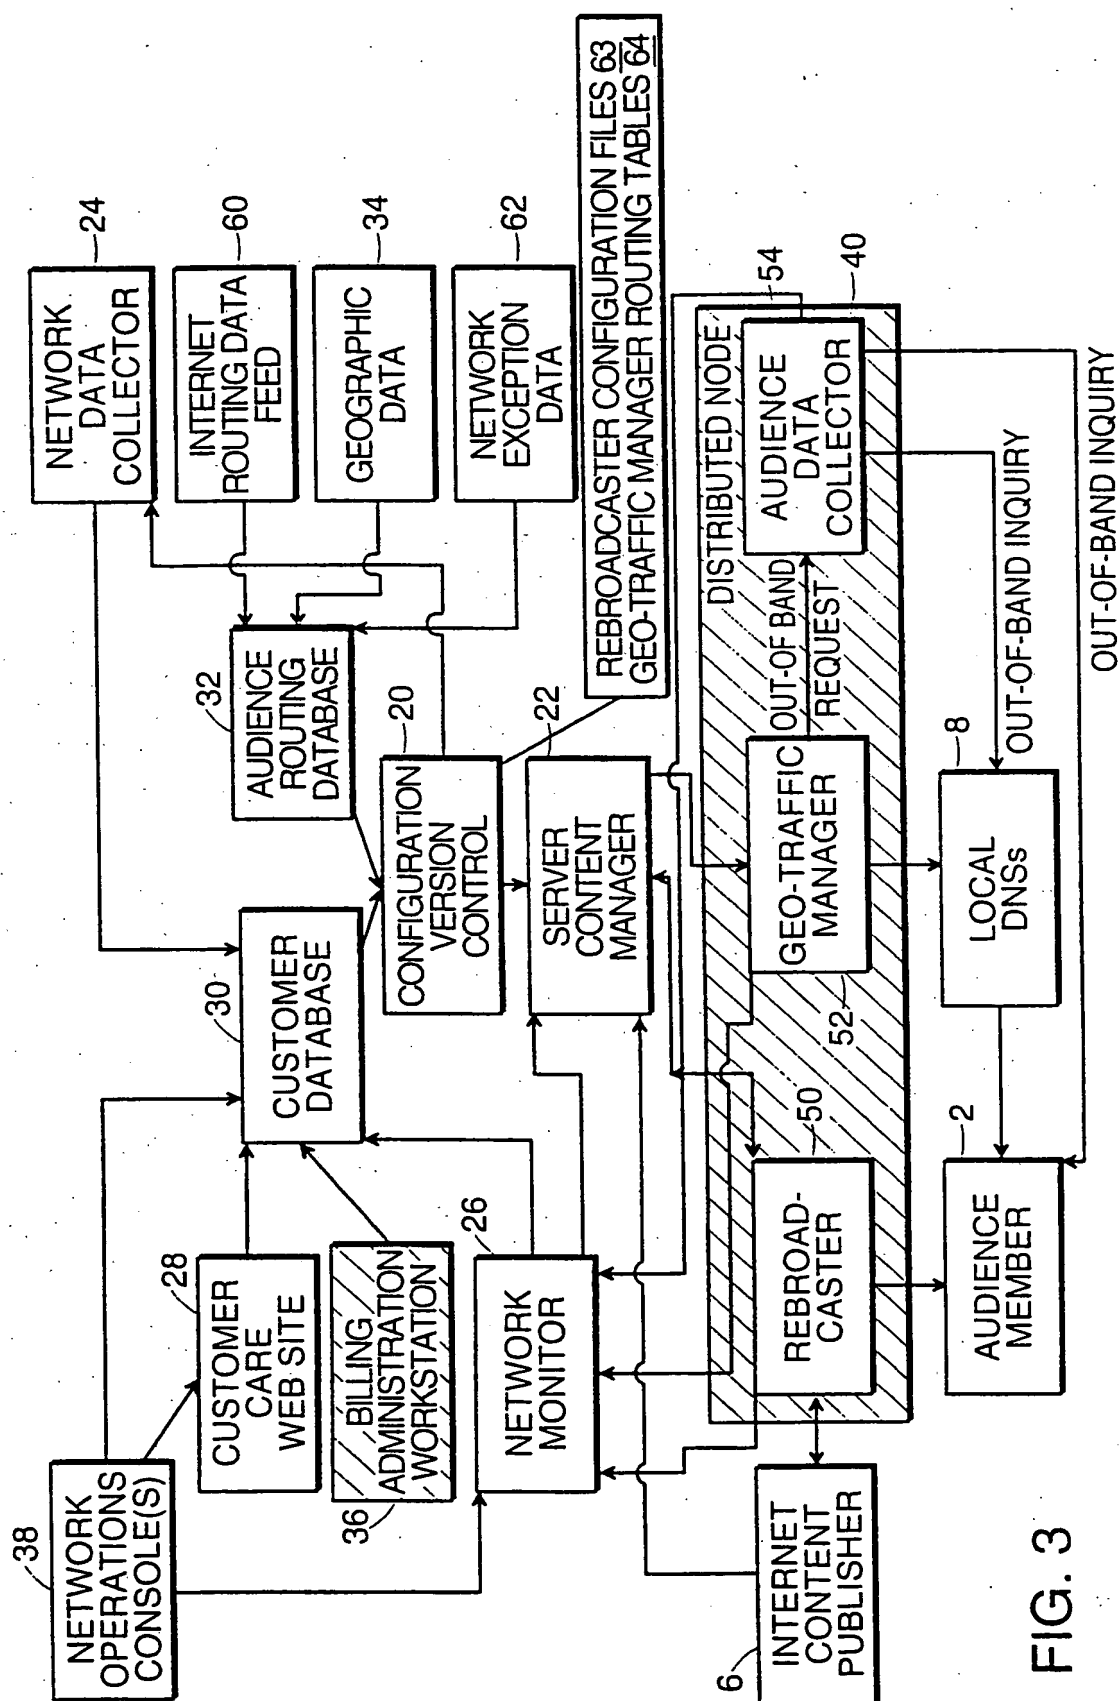 38
NETWORK
OPERATIONS
CONSOLE(S)
28
CUSTOMER
CARE
WEB SITE
36
BILLING
ADMINISTRATION
WORKSTATION
26
NETWORK
MONITOR
6
INTERNET
CONTENT
PUBLISHER
30
CUSTOMER
DATABASE
32
AUDIENCE
ROUTING
DATABASE
20
CONFIGURATION
VERSION
CONTROL
22
SERVER
CONTENT
MANAGER
24
NETWORK
DATA
COLLECTOR
60
INTERNET
ROUTING DATA
FEED
34
GEOGRAPHIC
DATA
62
NETWORK
EXCEPTION
DATA
REBROADCASTER CONFIGURATION FILES 63
GEO-TRAFFIC MANAGER ROUTING TABLES 64
DISTRIBUTED NODE
54
40
50
REBROAD-
CASTER
52
GEO-TRAFFIC
MANAGER
OUT-OF BAND
REQUEST
AUDIENCE
DATA
COLLECTOR
2
AUDIENCE
MEMBER
8
LOCAL
DNSs
OUT-OF-BAND INQUIRY
OUT-OF-BAND INQUIRY
FIG. 3